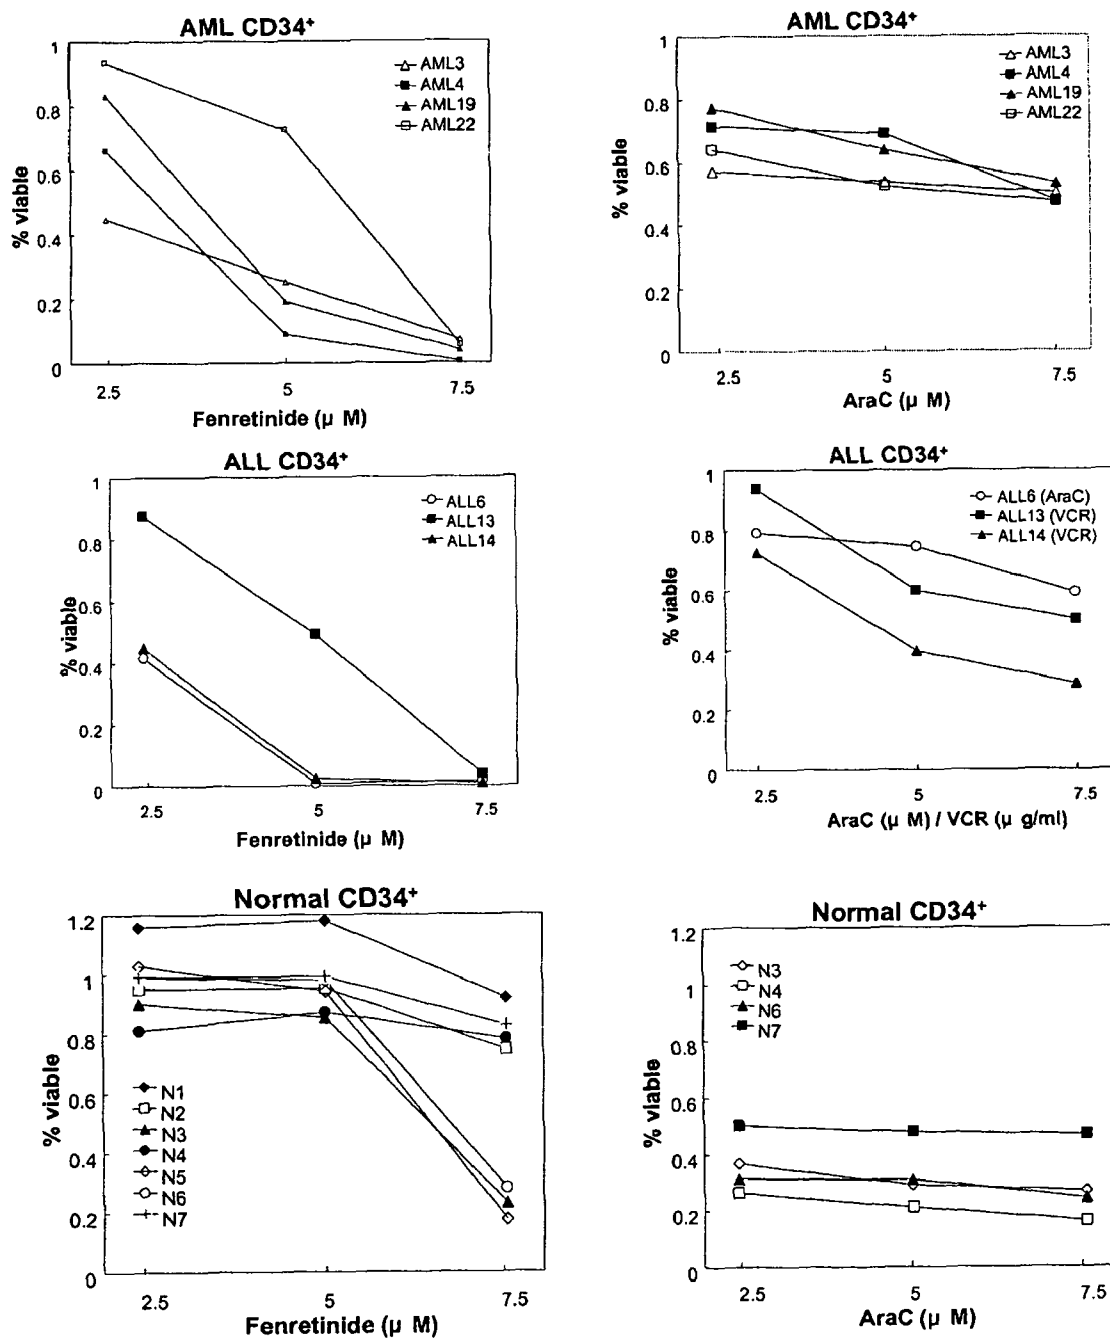 AML CD34+
1
0.8
0.6
0.4
0.2
0
% viable
AML3
AML4
AML19
AML22
2.5 5 7.5
Fenretinide (μ M)
AML CD34+
1
0.8
0.6
0.4
0.2
0
% viable
AML3
AML4
AML19
AML22
2.5 5 7.5
AraC (μ M)
ALL CD34+
1
0.8
0.6
0.4
0.2
0
% viable
ALL6
ALL13
ALL14
2.5 5 7.5
Fenretinide (μ M)
ALL CD34+
1
0.8
0.6
0.4
0.2
0
% viable
ALL6 (AraC)
ALL13 (VCR)
ALL14 (VCR)
2.5 5 7.5
AraC (μ M) / VCR (μ g/ml)
Normal CD34+
1.2
1
0.8
0.6
0.4
0.2
0
% viable
N1
N2
N3
N4
N5
N6
N7
2.5 5 7.5
Fenretinide (μ M)
Normal CD34+
1.2
1
0.8
0.6
0.4
0.2
0
% viable
N3
N4
N6
N7
2.5 5 7.5
AraC (μ M)